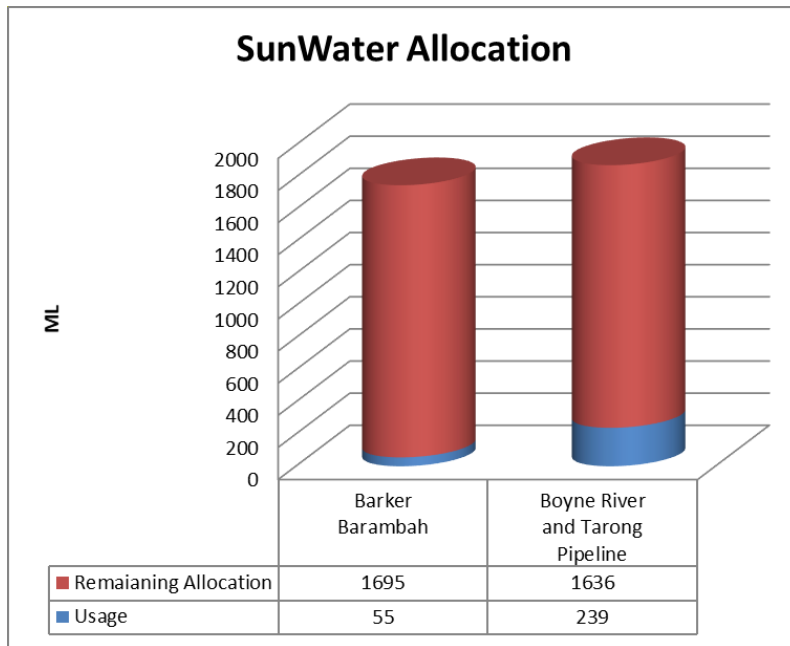 SunWater Allocation
ML
2000
1800
1600
1400
1200
1000
800
600
400
200
0
Barker
Barambah
Boyne River
and Tarong
Pipeline
Remaianing Allocation 1695 1636
Usage 55 239